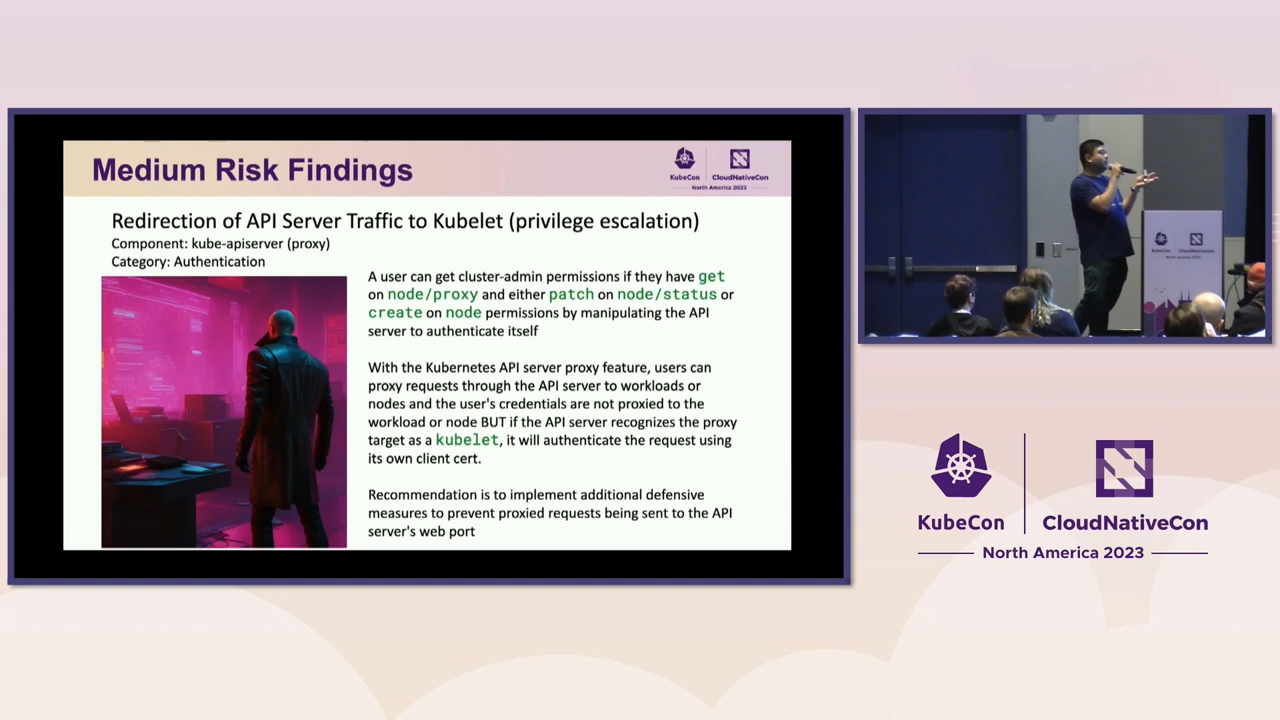 Medium Risk Findings
KubeCon
CloudNativeCon
North America 2023
Redirection of API Server Traffic to Kubelet (privilege escalation)
Component: kube-apiserver (proxy)
Category: Authentication
A user can get cluster-admin permissions if they have get
on node/proxy and either patch on node/status or
create on node permissions by manipulating the API
server to authenticate itself
With the Kubernetes API server proxy feature, users can
proxy requests through the API server to workloads or
nodes and the user's credentials are not proxied to the
workload or node BUT if the API server recognizes the proxy
target as a kubelet, it will authenticate the request using
its own client cert.
Recommendation is to implement additional defensive
measures to prevent proxied requests being sent to the API
server's web port
KubeCon
CloudNativeCon
North America 2023
KubeCon
CloudNativeCon
North America 2023